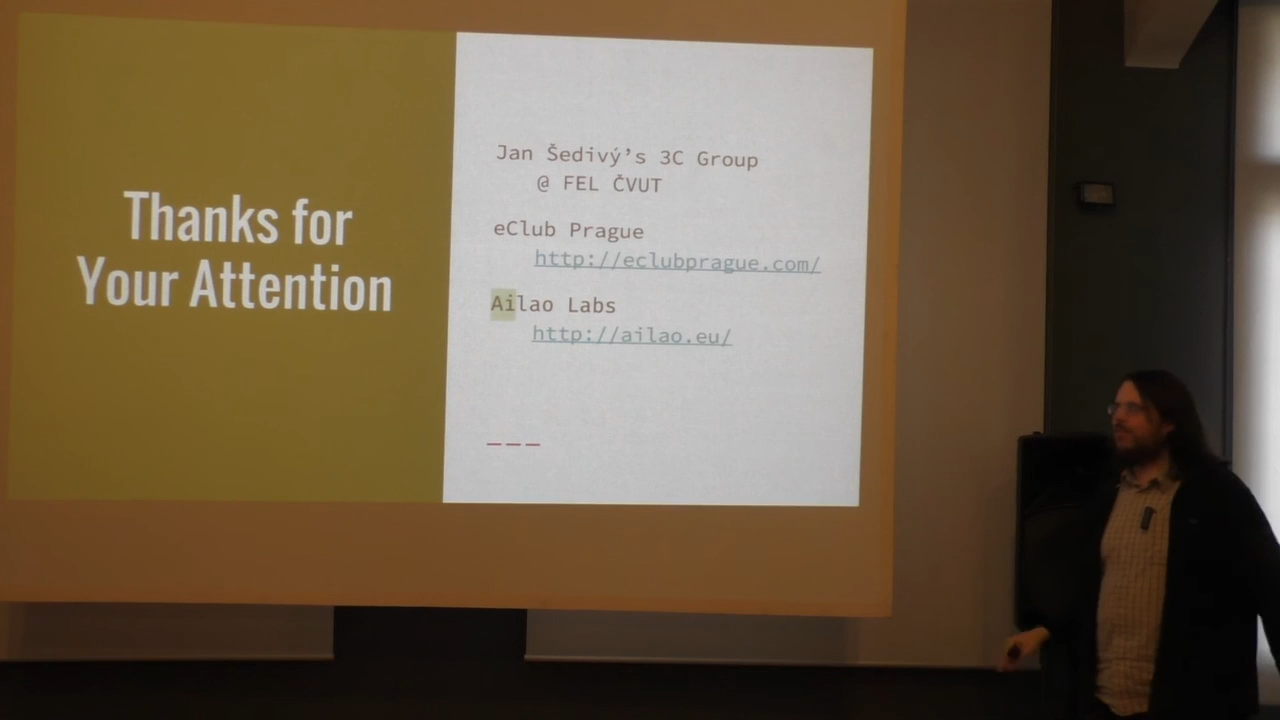 Thanks for
Your Attention
Jan Šedivý’s 3C Group
@ FEL ČVUT
eClub Prague
http://eclubprague.com/
Ailao Labs
http://ailao.eu/
___